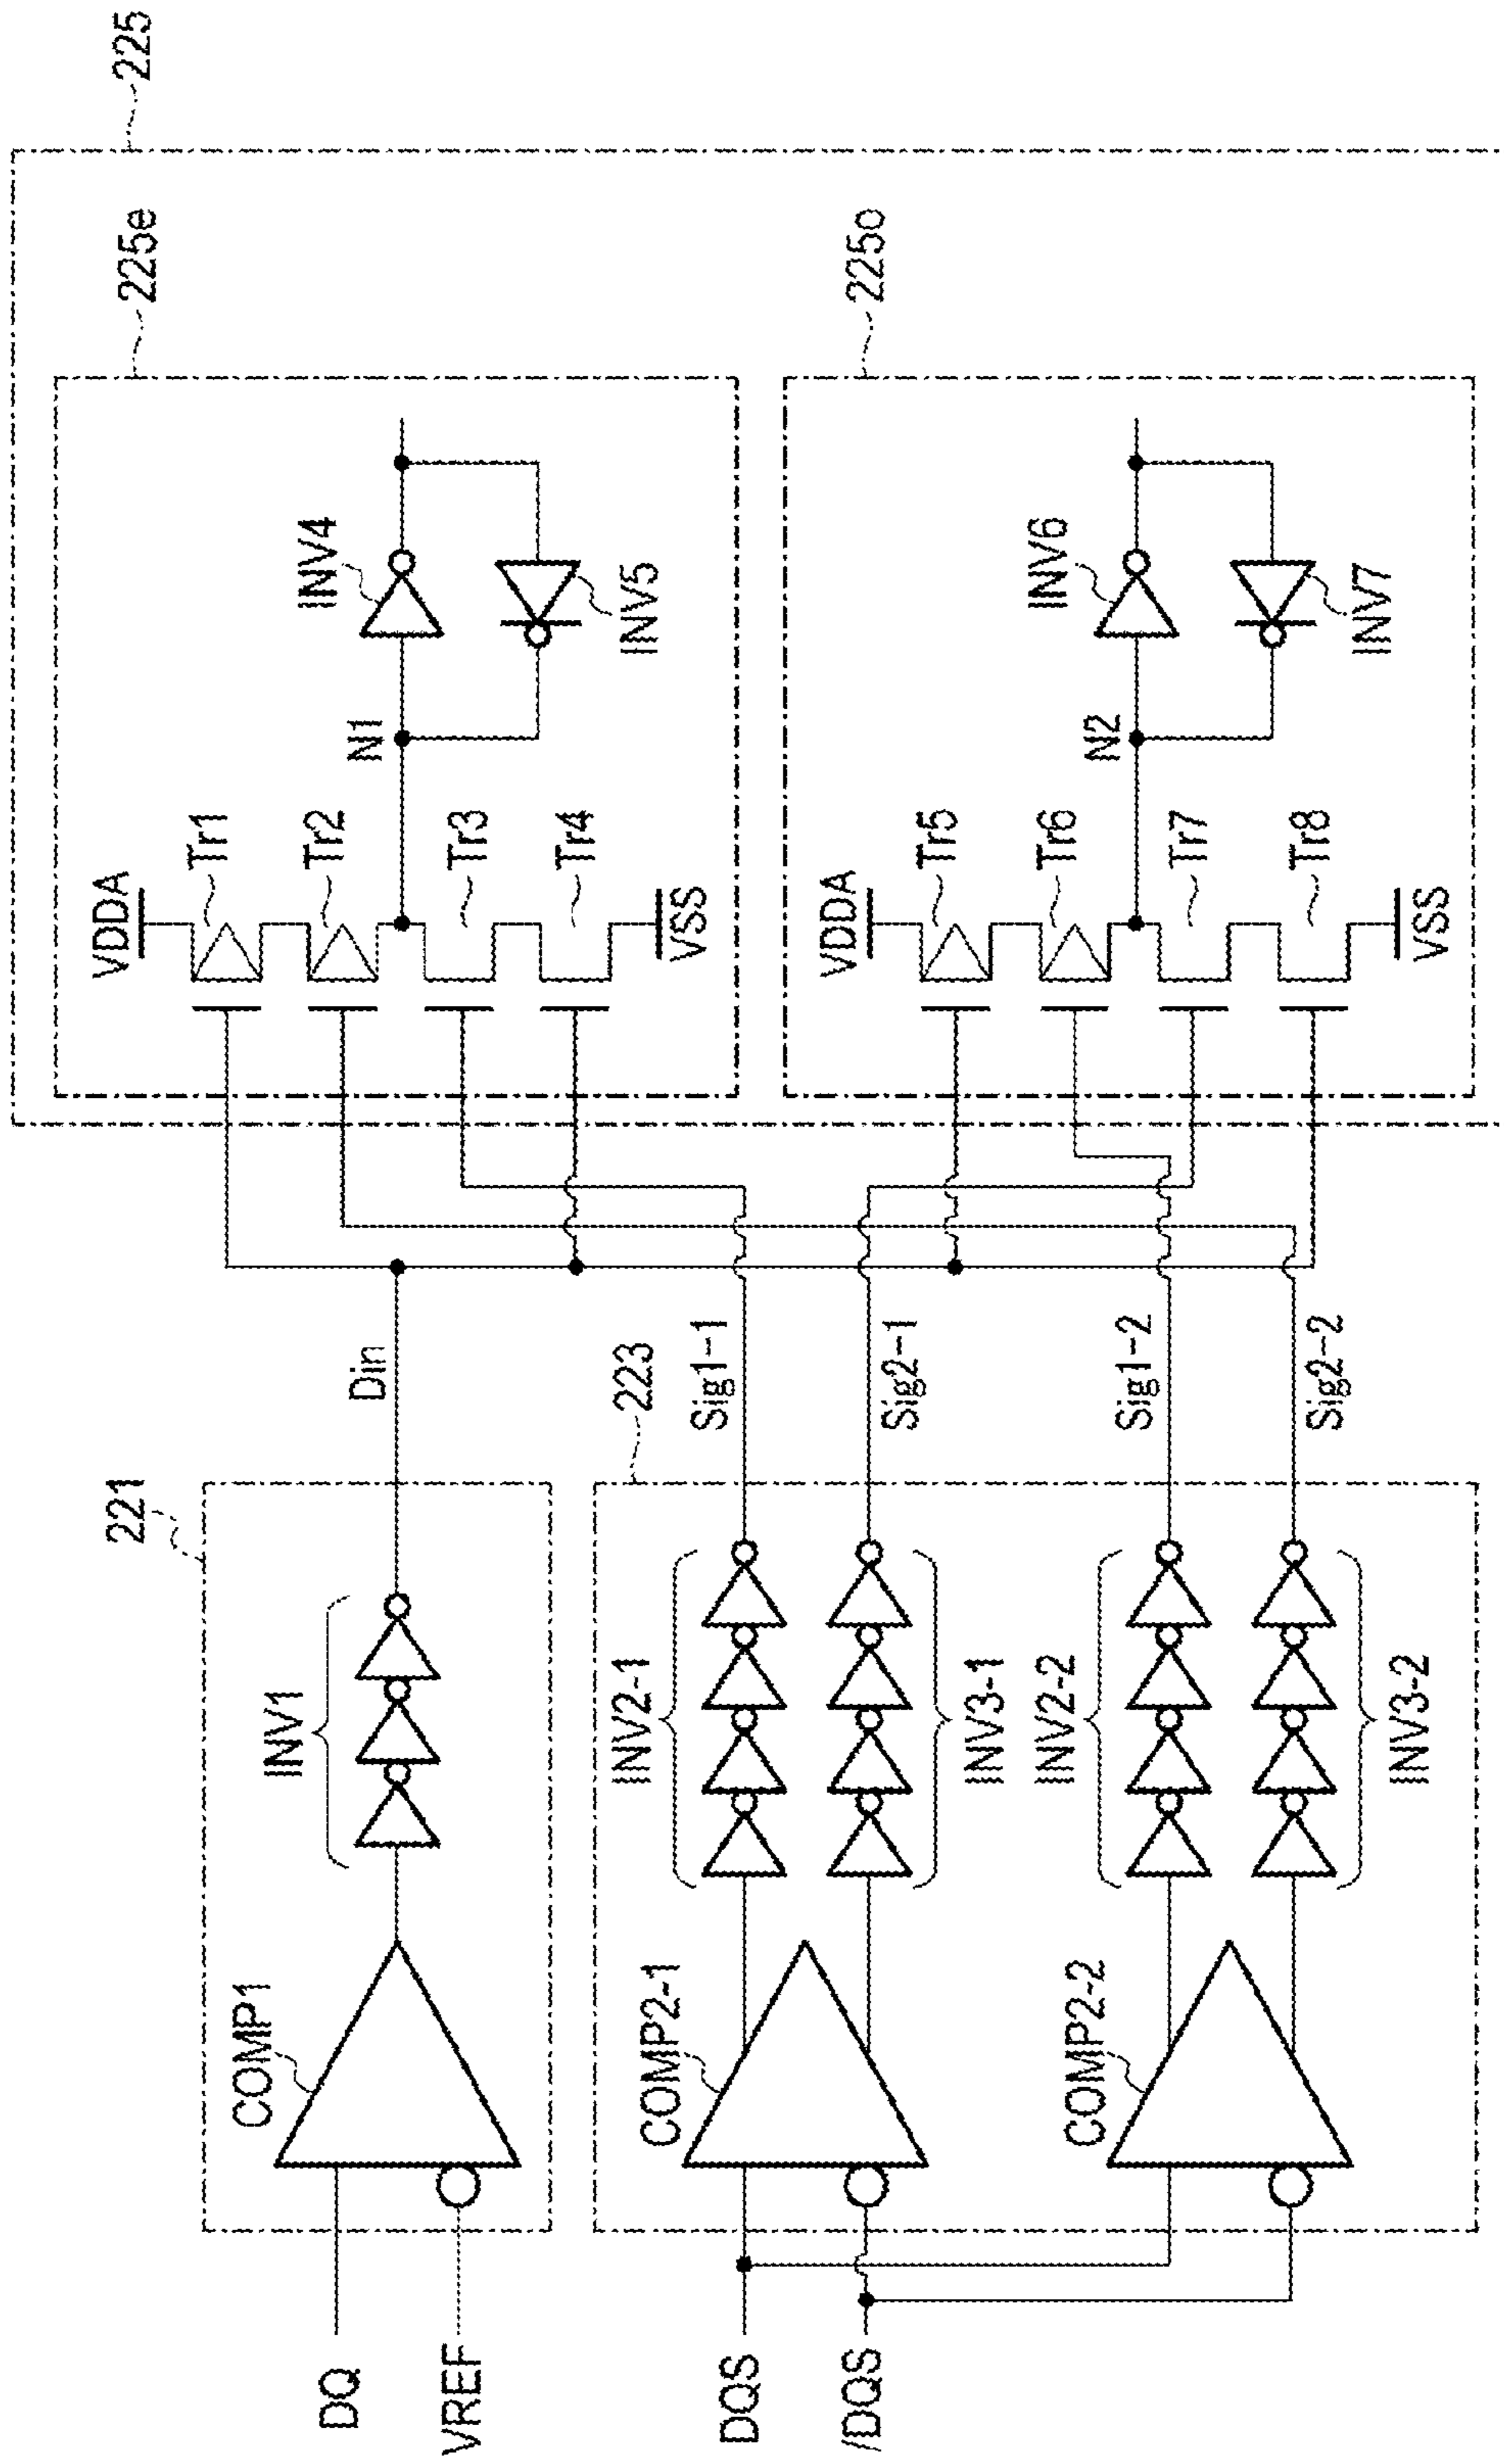 225
225e
225o
VDDA
Tr1
Tr2
Tr3
Tr4
VSS
N1
INV4
INV5
VDDA
Tr5
Tr6
Tr7
Tr8
VSS
N2
INV6
INV7
221
Din
INV1
COMP1
DQ
VREF
223
Sig1-1
Sig2-1
Sig1-2
Sig2-2
INV2-1
INV3-1
INV2-2
INV3-2
COMP2-1
COMP2-2
DQS
/DQS